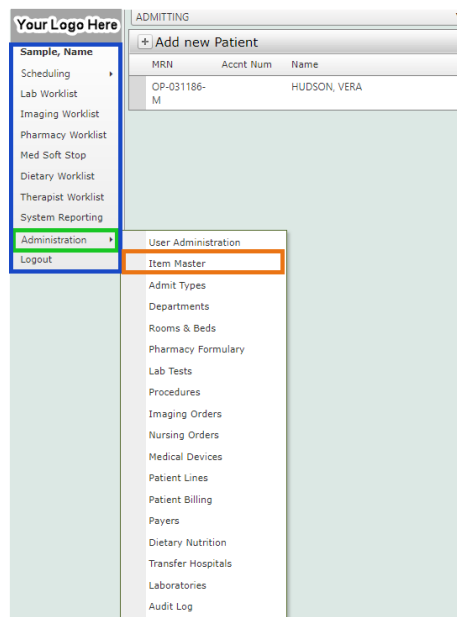 Your Logo Here
ADMITTING
+ Add new Patient
MRN Accnt Num Name
OP-031186-
M
HUDSON, VERA
Sample, Name
Scheduling
Lab Worklist
Imaging Worklist
Pharmacy Worklist
Med Soft Stop
Dietary Worklist
Therapist Worklist
System Reporting
Administration
Logout
User Administration
Item Master
Admit Types
Departments
Rooms & Beds
Pharmacy Formulary
Lab Tests
Procedures
Imaging Orders
Nursing Orders
Medical Devices
Patient Lines
Patient Billing
Payers
Dietary Nutrition
Transfer Hospitals
Laboratories
Audit Log